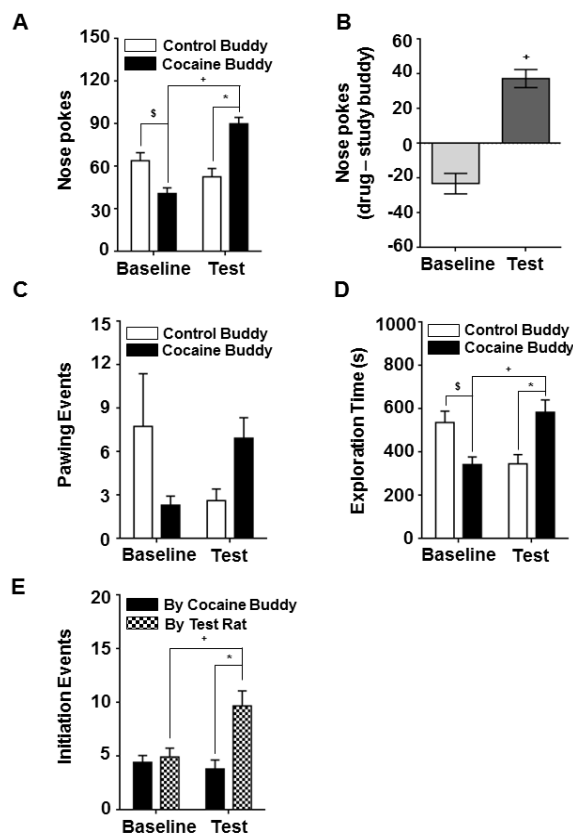 A
Control Buddy
Cocaine Buddy
150
120
90
60
30
0
Nose pokes
$
+
*
Baseline Test
B
60
40
20
0
-20
-40
-60
Nose pokes
(drug – study buddy)
+
Baseline Test
C
Control Buddy
Cocaine Buddy
15
12
9
6
3
0
Pawing Events
Baseline Test
D
Control Buddy
Cocaine Buddy
1000
800
600
400
200
0
Exploration Time (s)
$
+
*
Baseline Test
E
By Cocaine Buddy
By Test Rat
20
15
10
5
0
Initiation Events
+
*
Baseline Test